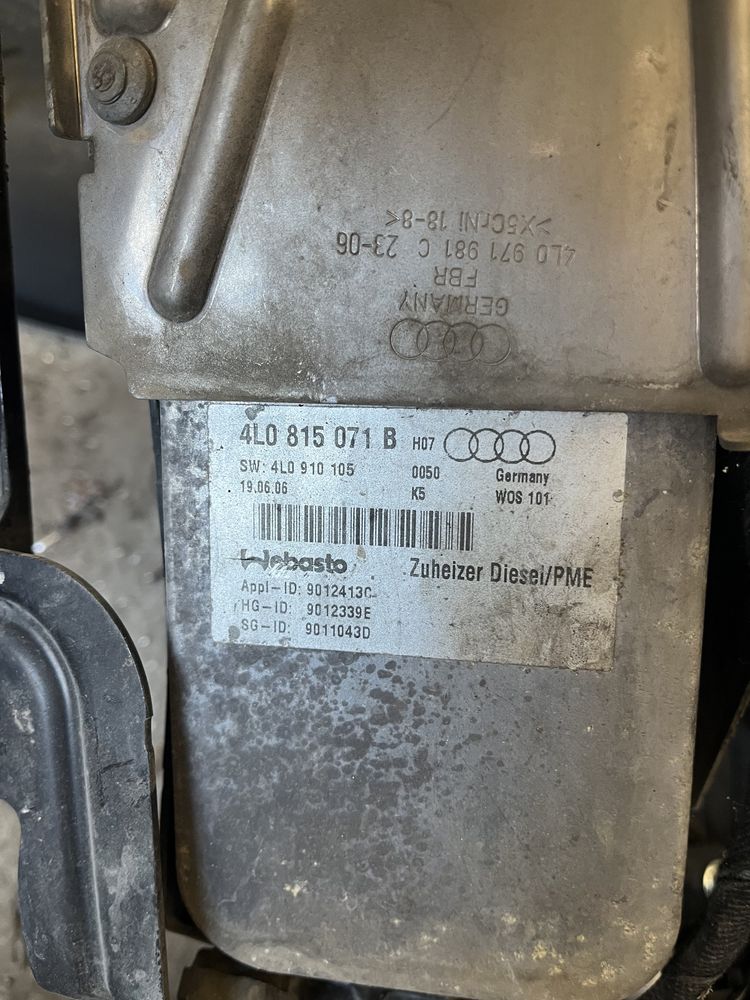 >X5CrNi 18-8<
4L0 971 981 C 23-06
FBR
GERMANY
4L0 815 071 B H07
SW: 4L0 910 105 0050 Germany
19.06.06 K5 WOS 101
Webasto Zuheizer Diesel/PME
Appl-ID: 9012413C
HG-ID: 9012339E
SG-ID: 9011043D